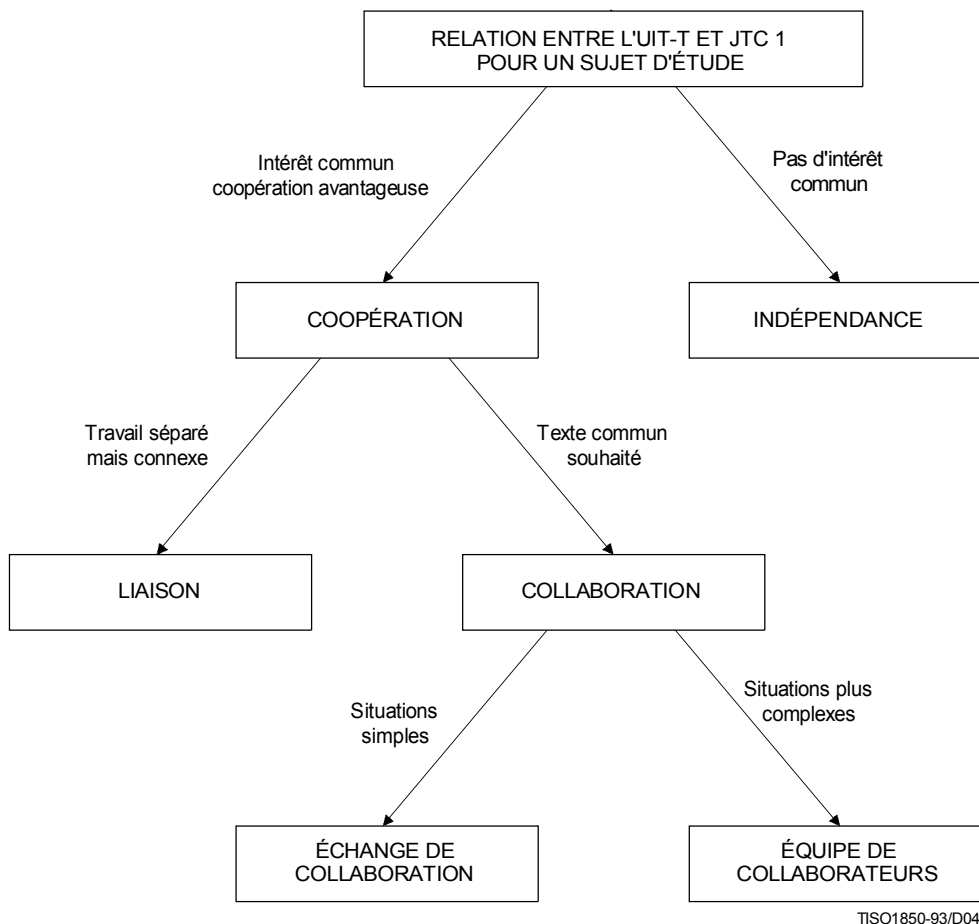 RELATION ENTRE L'UIT-T ET JTC 1
POUR UN SUJET D'ÉTUDE
Intérêt commun
coopération avantageuse
Pas d'intérêt
commun
COOPÉRATION
INDÉPENDANCE
Travail séparé
mais connexe
Texte commun
souhaité
LIAISON
COLLABORATION
Situations
simples
Situations plus
complexes
ÉCHANGE DE
COLLABORATION
ÉQUIPE DE
COLLABORATEURS
TISO1850-93/D04